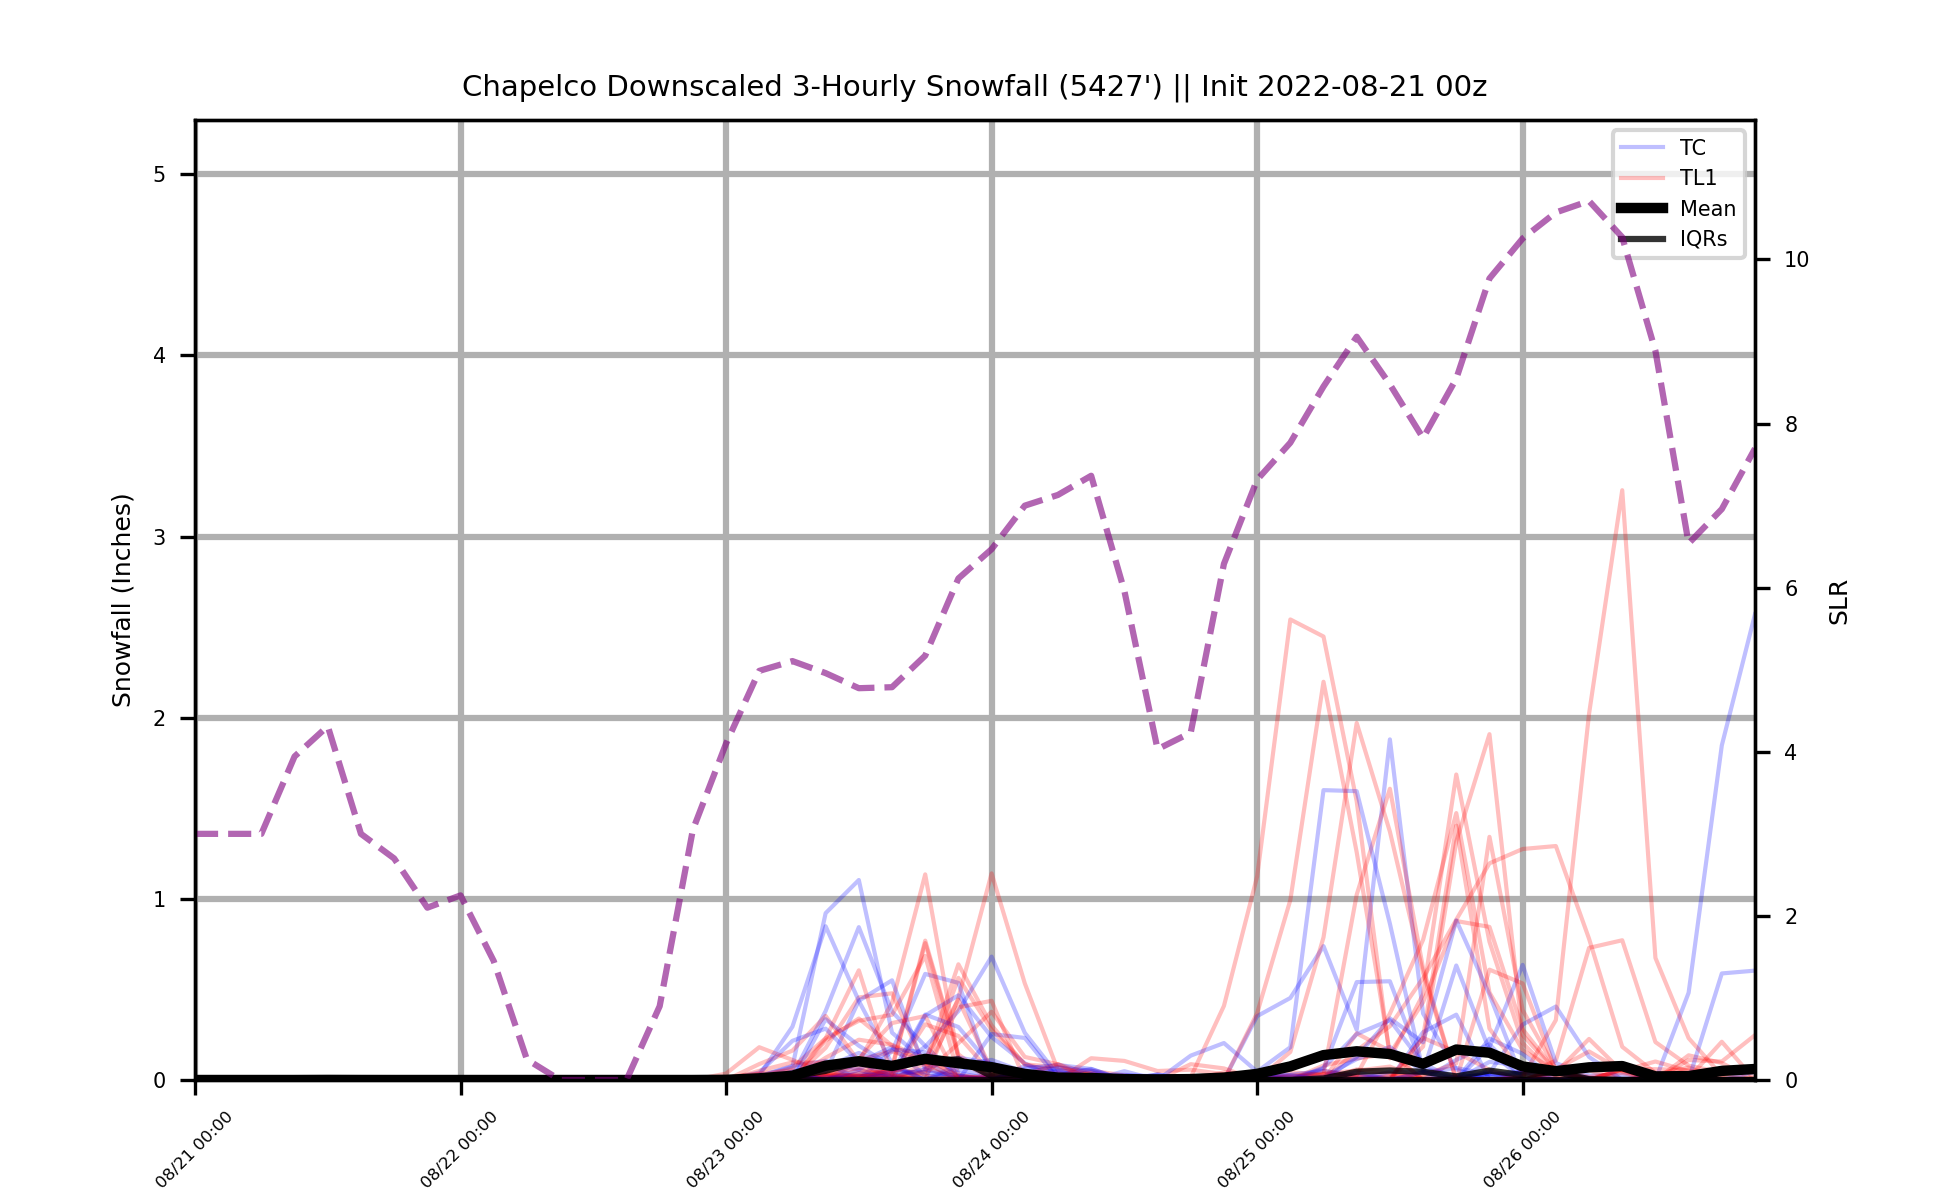 Chapelco Downscaled 3-Hourly Snowfall (5427') || Init 2022-08-21 00z
TC
TL1
Mean
IQRs
Snowfall (Inches)
5
4
3
2
1
0
SLR
10
8
6
4
2
0
08/21 00:00
08/22 00:00
08/23 00:00
08/24 00:00
08/25 00:00
08/26 00:00